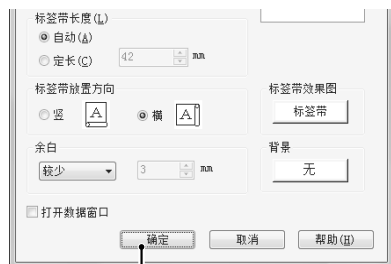 标签带长度(L)
自动(A)
定长(C) 42 mm
标签带放置方向 标签带效果图
竖 A 横 A 标签带
余白 背景
较少 3 mm 无
打开数据窗口
确定 取消 帮助(H)